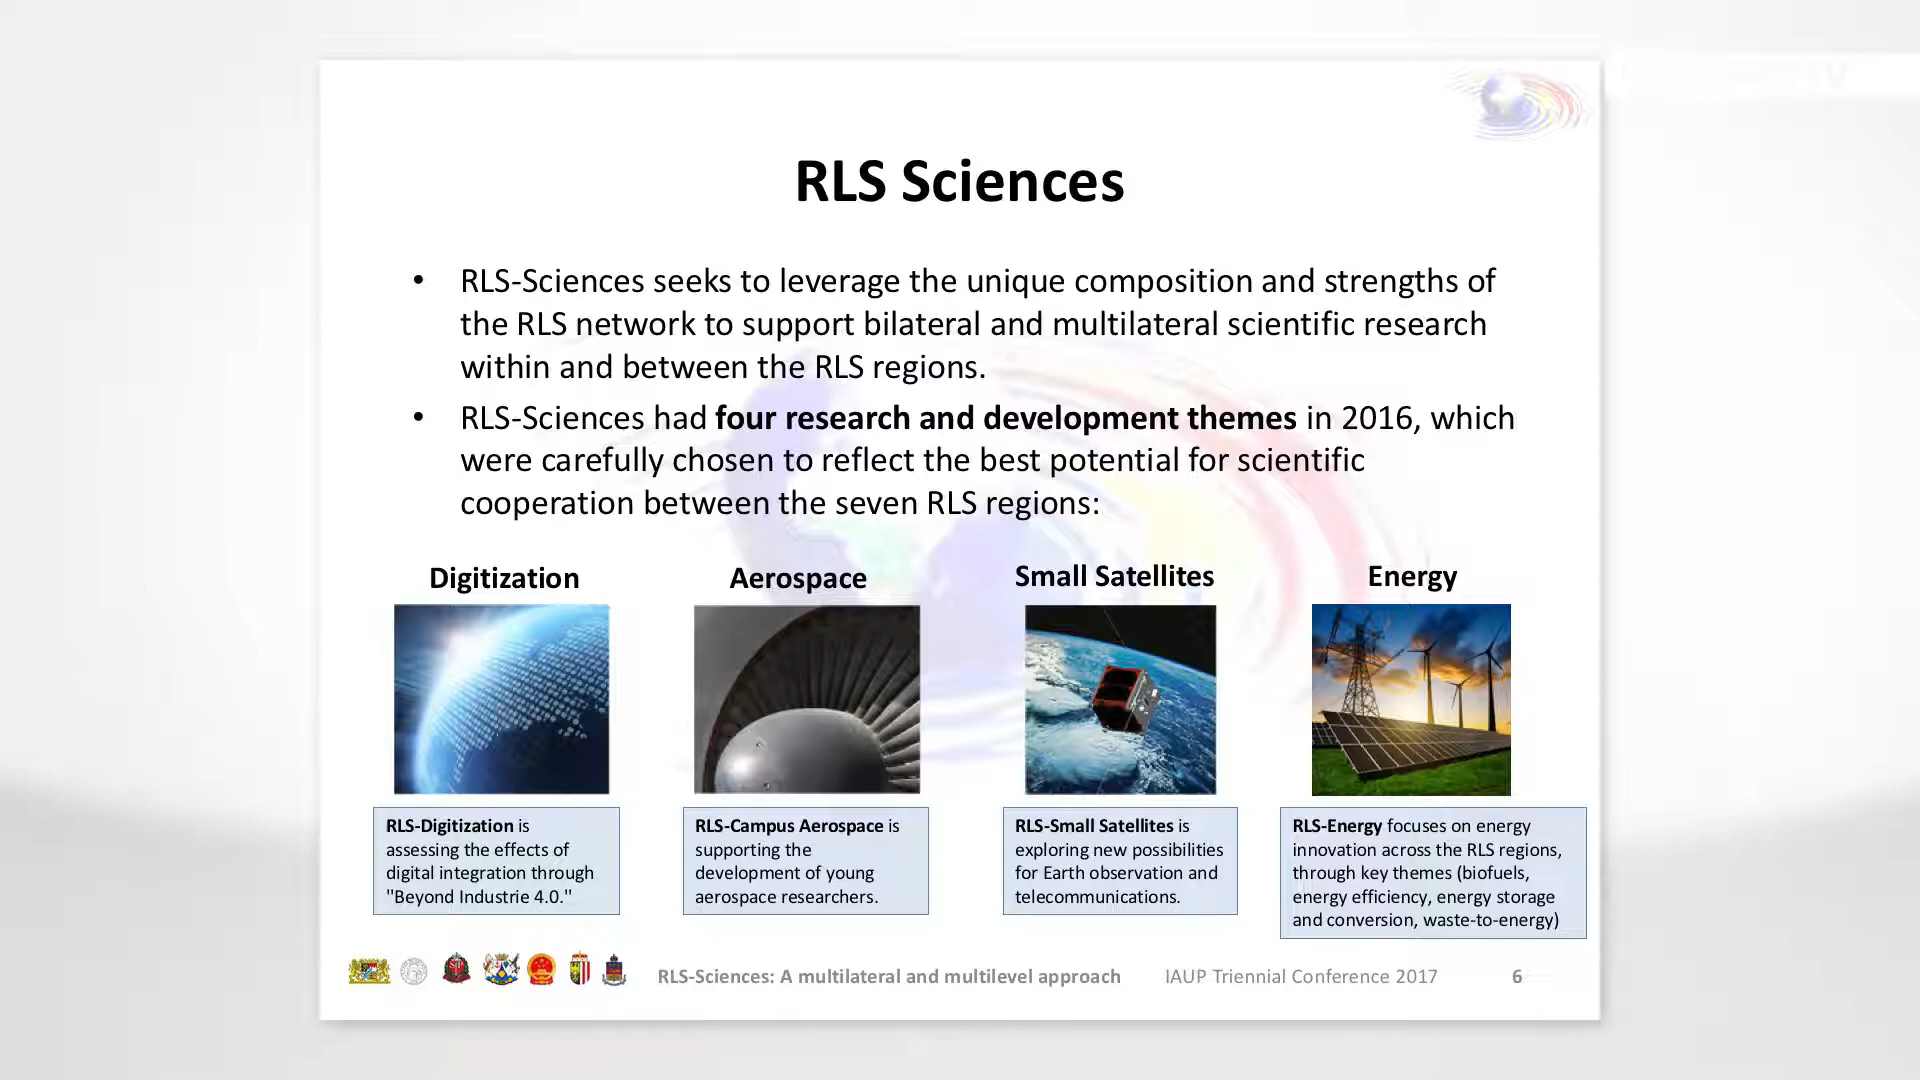 RLS Sciences
• RLS-Sciences seeks to leverage the unique composition and strengths of
the RLS network to support bilateral and multilateral scientific research
within and between the RLS regions.
• RLS-Sciences had four research and development themes in 2016, which
were carefully chosen to reflect the best potential for scientific
cooperation between the seven RLS regions:
Digitization
Aerospace
Small Satellites
Energy
RLS-Digitization is
assessing the effects of
digital integration through
"Beyond Industrie 4.0."
RLS-Campus Aerospace is
supporting the
development of young
aerospace researchers.
RLS-Small Satellites is
exploring new possibilities
for Earth observation and
telecommunications.
RLS-Energy focuses on energy
innovation across the RLS regions,
through key themes (biofuels,
energy efficiency, energy storage
and conversion, waste-to-energy)
RLS-Sciences: A multilateral and multilevel approach
IAUP Triennial Conference 2017
6